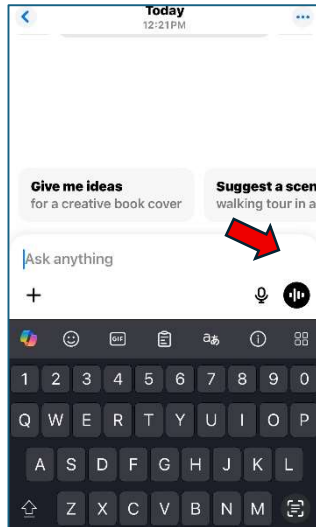 Today
12:21PM
Give me ideas
for a creative book cover
Suggest a scen
walking tour in a
Ask anything
GIF
1 2 3 4 5 6 7 8 9 0
Q W E R T Y U I O P
A S D F G H J K L
Z X C V B N M